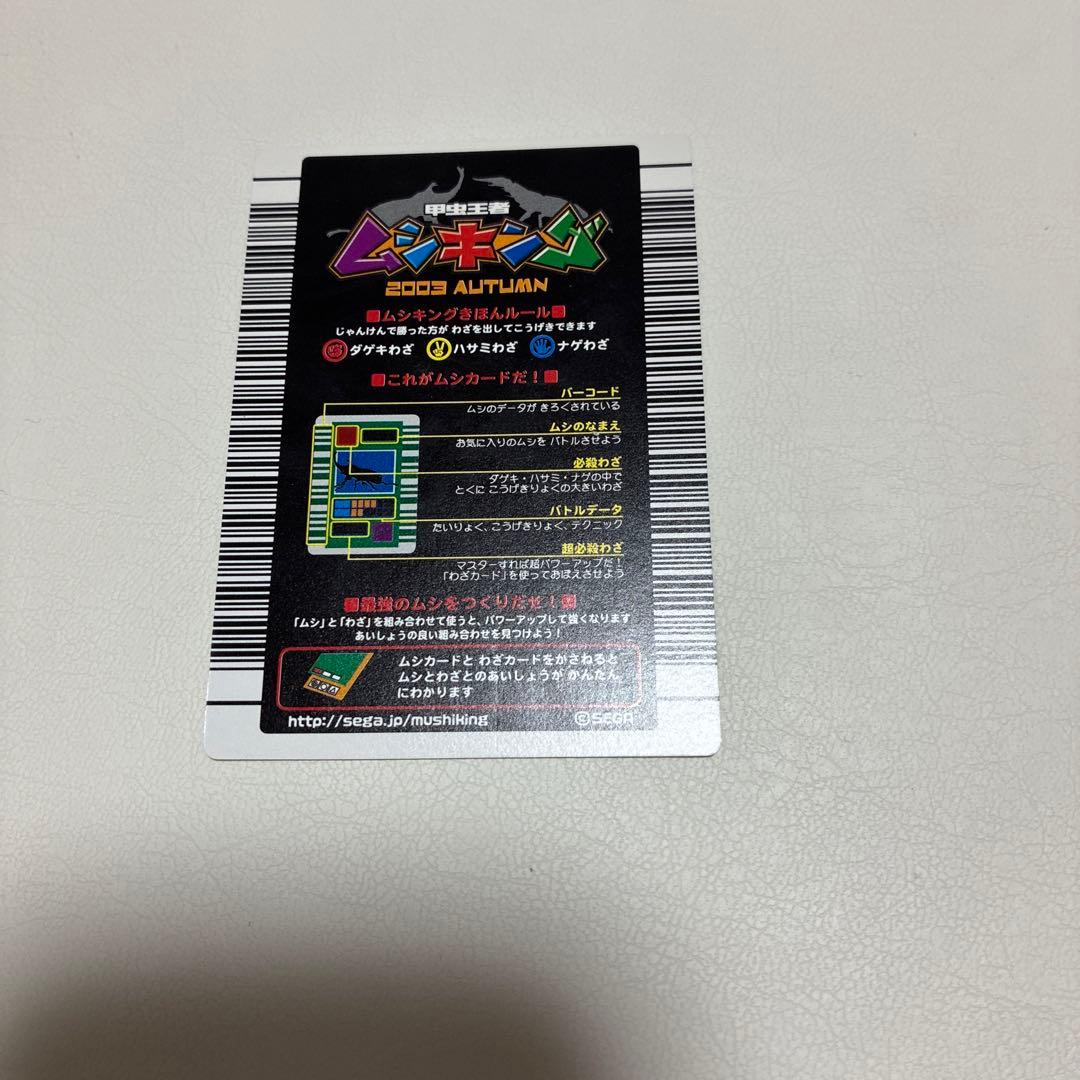 甲虫王者
ムシキング
2003 AUTUMN
ムシキングきほんルール
じゃんけんで勝った方が わざを出してこうげきできます
ダゲキわざ ハサミわざ ナゲわざ
これがムシカードだ!
バーコード
ムシのデータが きろくされている
ムシのなまえ
お気に入りのムシを バトルさせよう
必殺わざ
ダゲキ・ハサミ・ナゲの中で
とくに こうげきりょくの大きいわざ
バトルデータ
たいりょく、こうげきりょく、テクニック
超必殺わざ
マスターすれば超パワーアップだ!
「わざカード」を使っておぼえさせよう
最強のムシをつくりだせ!
「ムシ」と「わざ」を組み合わせて使うと、パワーアップして強くなります
あいしょうの良い組み合わせを見つけよう!
ムシカードと わざカードをかさねると
ムシとわざとのあいしょうが かんたん
にわかります
http://sega.jp/mushiking ©SEGA